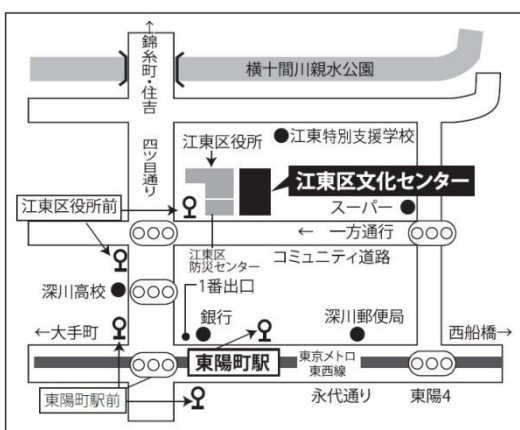 ←錦糸町・住吉
横十間川親水公園
四ツ目通り
江東区役所
江東特別支援学校
江東区文化センター
江東区役所前
スーパー
← 一方通行
江東区
防災センター
コミュニティ道路
深川高校
1番出口
←大手町
銀行
深川郵便局
西船橋→
東陽町駅
東京メトロ
東西線
東陽町駅前
永代通り
東陽4